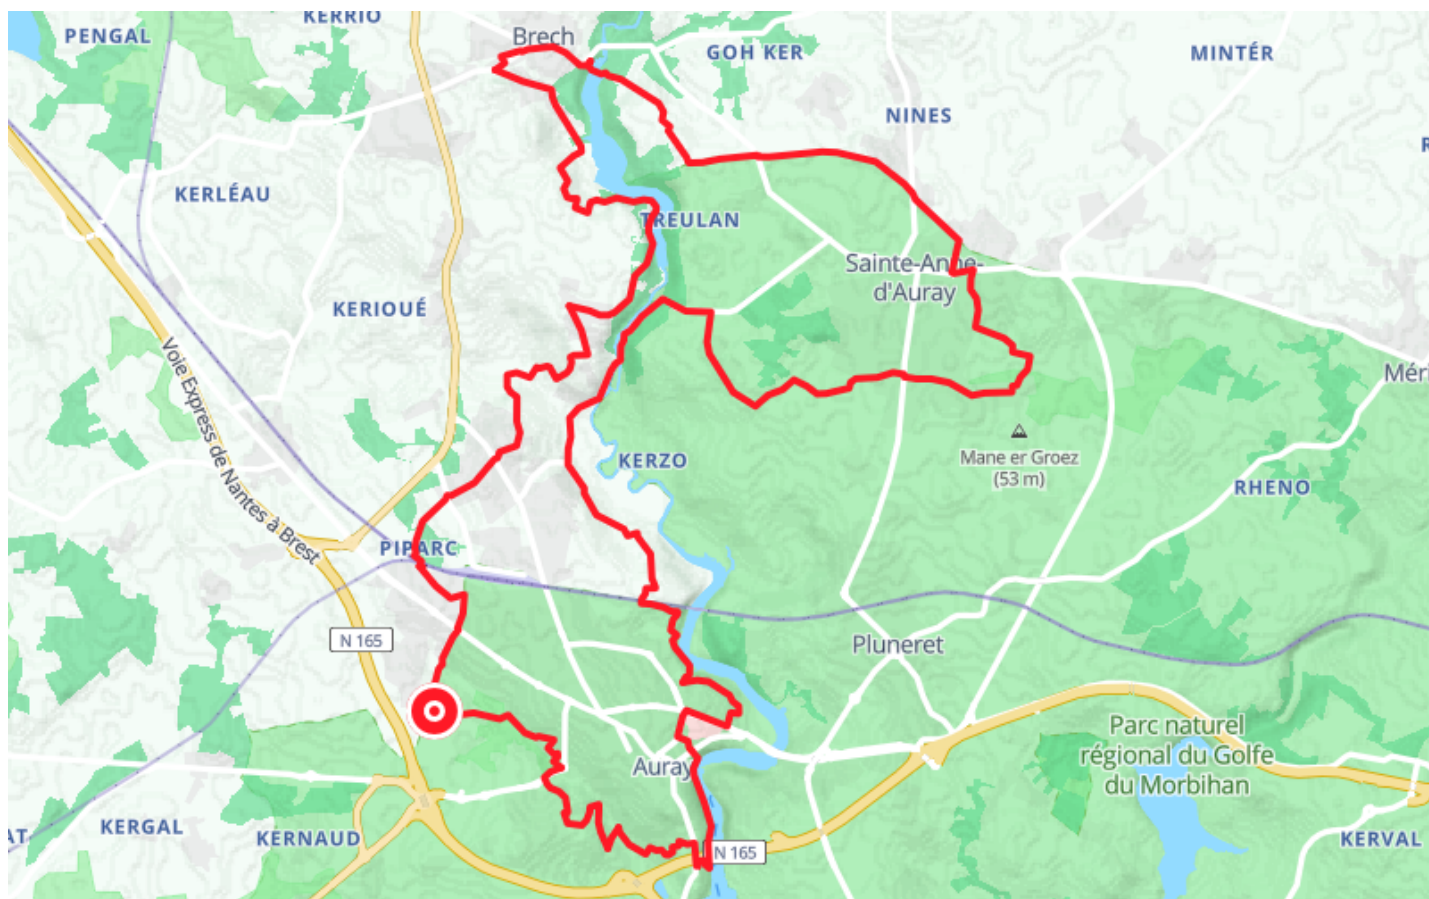 KERRIO
PENGAL
Brech
GOH KER
MINTÉR
NINES
KERLÉAU
TREULAN
Sainte-Anne-
d'Auray
KERIOUÉ
Voie Express de Nantes à Brest
Méri
Mane er Groez
(53 m)
KERZO
RHENO
PIPARC
N 165
Pluneret
Parc naturel
régional du Golfe
du Morbihan
Auray
KERGAL
KERNAUD
N 165
KERVAL
AT